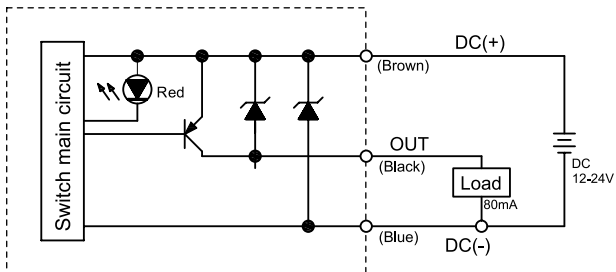 Switch main circuit
Red
(Brown)
DC(+)
OUT
(Black)
Load
80mA
DC
12-24V
(Blue)
DC(-)